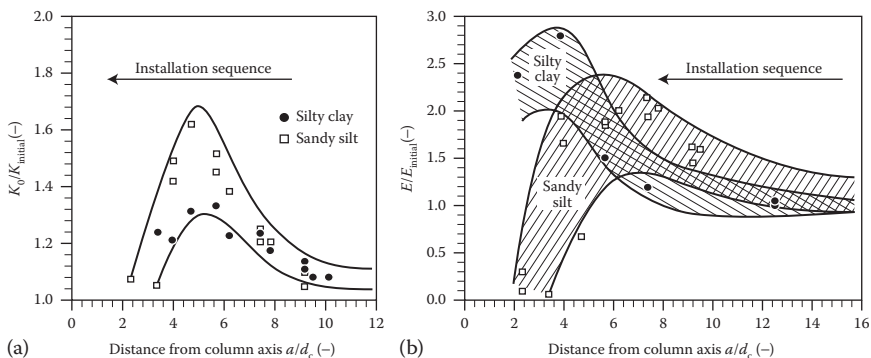 2.0
1.8
1.6
1.4
1.2
1.0
K₀/Kinitial(–)
Installation sequence
Silty clay
Sandy silt
0 2 4 6 8 10 12
(a) Distance from column axis a/dc (–)
3.0
2.5
2.0
1.5
1.0
0.5
0.0
E/Einitial(–)
Silty
clay
Installation sequence
Sandy
silt
0 2 4 6 8 10 12 14 16
(b) Distance from column axis a/dc (–)